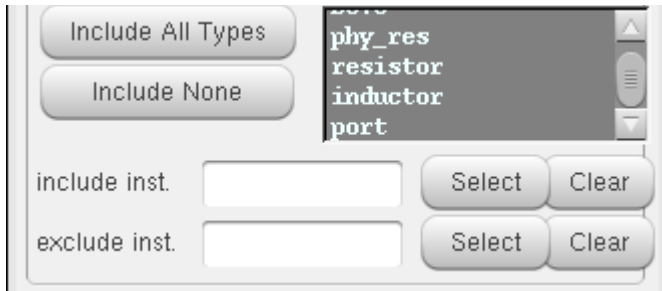 Include All Types
Include None
phy_res
resistor
inductor
port
include inst.
Select
Clear
exclude inst.
Select
Clear